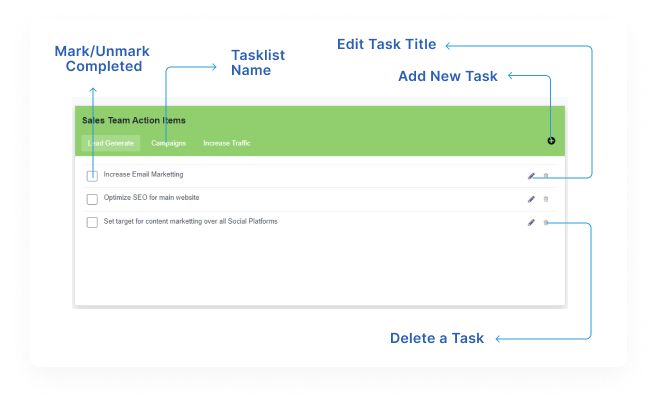 Edit Task Title
Mark/Unmark
Completed
Tasklist
Name
Add New Task
Sales Team Action Items
Lead Generate Campaigns Increase Traffic
Increase Email Marketting
Optimize SEO for main website
Set target for content marketting over all Social Platforms
Delete a Task